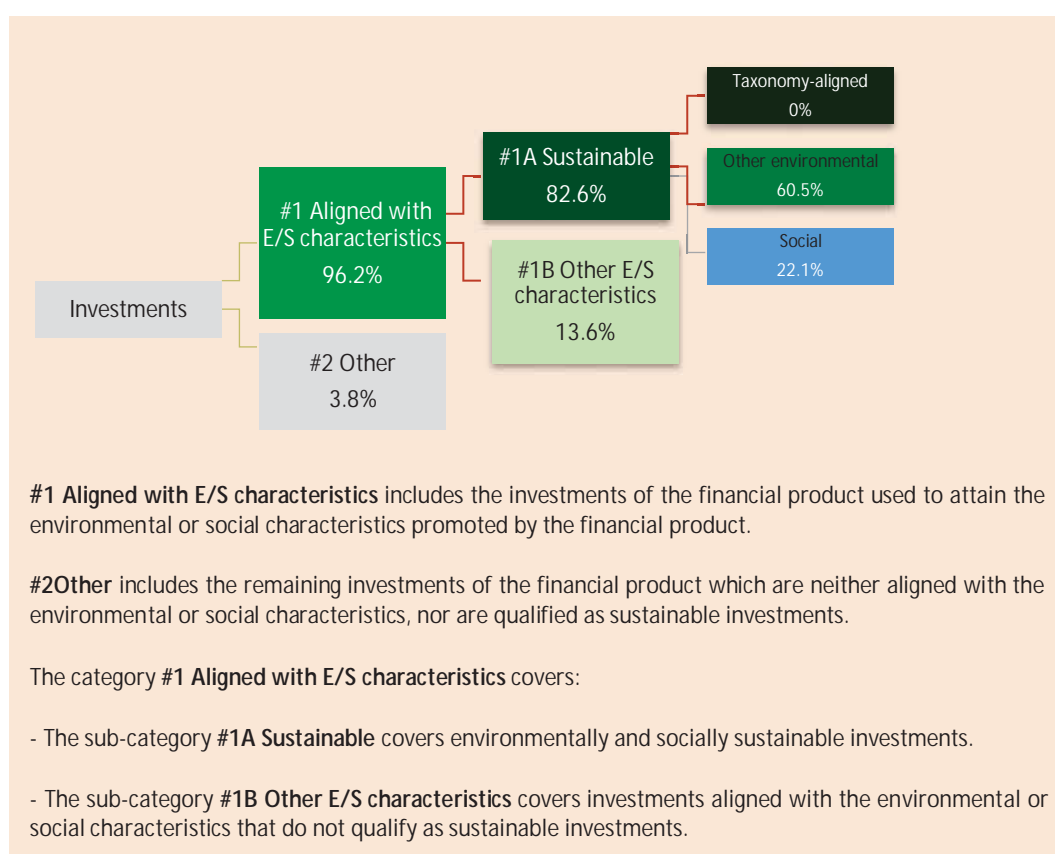 Taxonomy-aligned
0%
#1A Sustainable
82.6%
Other environmental
60.5%
#1 Aligned with
E/S characteristics
96.2%
Social
22.1%
#1B Other E/S
characteristics
13.6%
Investments
#2 Other
3.8%
#1 Aligned with E/S characteristics includes the investments of the financial product used to attain the
environmental or social characteristics promoted by the financial product.
#2Other includes the remaining investments of the financial product which are neither aligned with the
environmental or social characteristics, nor are qualified as sustainable investments.
The category #1 Aligned with E/S characteristics covers:
- The sub-category #1A Sustainable covers environmentally and socially sustainable investments.
- The sub-category #1B Other E/S characteristics covers investments aligned with the environmental or
social characteristics that do not qualify as sustainable investments.